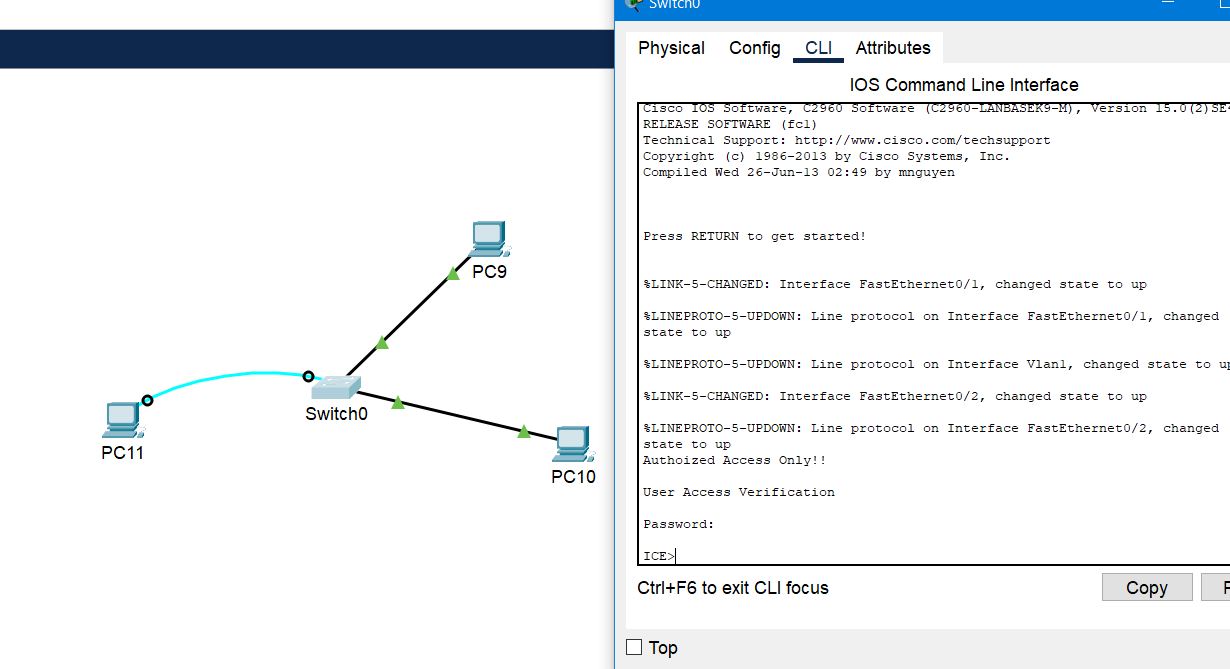 PC9
Switch0
PC11
PC10
Switch0
Physical Config CLI Attributes
IOS Command Line Interface
Cisco IOS Software, C2960 Software (C2960-LANBASEK9-M), Version 15.0(2)SE
RELEASE SOFTWARE (fc1)
Technical Support: http://www.cisco.com/techsupport
Copyright (c) 1986-2013 by Cisco Systems, Inc.
Compiled Wed 26-Jun-13 02:49 by mnguyen
Press RETURN to get started!
%LINK-5-CHANGED: Interface FastEthernet0/1, changed state to up
%LINEPROTO-5-UPDOWN: Line protocol on Interface FastEthernet0/1, changed
state to up
%LINEPROTO-5-UPDOWN: Line protocol on Interface Vlan1, changed state to up
%LINK-5-CHANGED: Interface FastEthernet0/2, changed state to up
%LINEPROTO-5-UPDOWN: Line protocol on Interface FastEthernet0/2, changed
state to up
Authoized Access Only!!
User Access Verification
Password:
ICE>
Ctrl+F6 to exit CLI focus
Copy
Top